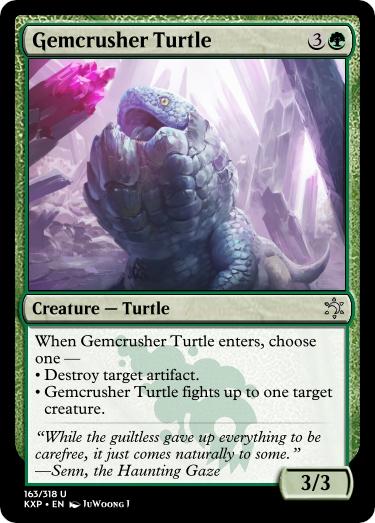 Gemcrusher Turtle 3
Creature — Turtle
When Gemcrusher Turtle enters, choose
one —
• Destroy target artifact.
• Gemcrusher Turtle fights up to one target
creature.
“While the guiltless gave up everything to be
carefree, it just comes naturally to some.”
—Senn, the Haunting Gaze
3/3
163/318 U
KXP • EN JuWoong J